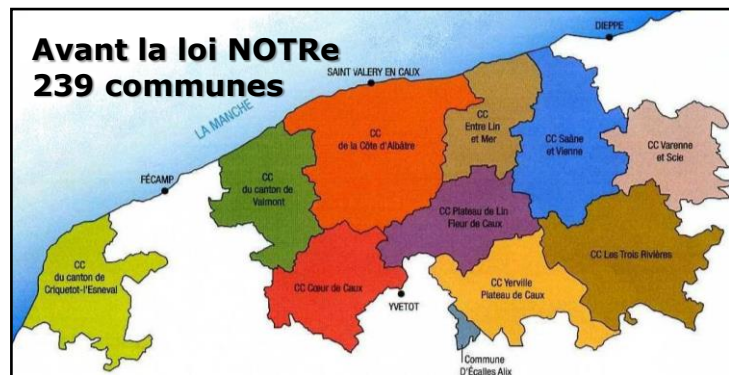 Avant la loi NOTRe
239 communes
DIEPPE
SAINT VALERY EN CAUX
LA MANCHE
CC
Entre Lin
et Mer
CC
de la Côte d'Albâtre
CC Saâne
et Vienne
CC Varenne
et Scie
FÉCAMP
CC
du canton de
Valmont
CC Plateau de Lin
Fleur de Caux
CC Les Trois Rivières
CC
du canton de
Criquetot-l'Esneval
CC Cœur de Caux
CC Yerville
Plateau de Caux
YVETOT
Commune
D'Écalles Alix